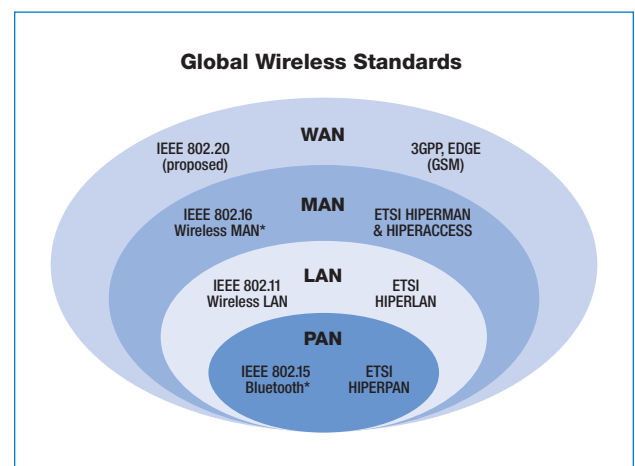 Global Wireless Standards
WAN
IEEE 802.20
(proposed)
3GPP, EDGE
(GSM)
MAN
IEEE 802.16
Wireless MAN*
ETSI HIPERMAN
& HIPERACCESS
LAN
IEEE 802.11
Wireless LAN
ETSI
HIPERLAN
PAN
IEEE 802.15
Bluetooth*
ETSI
HIPERPAN